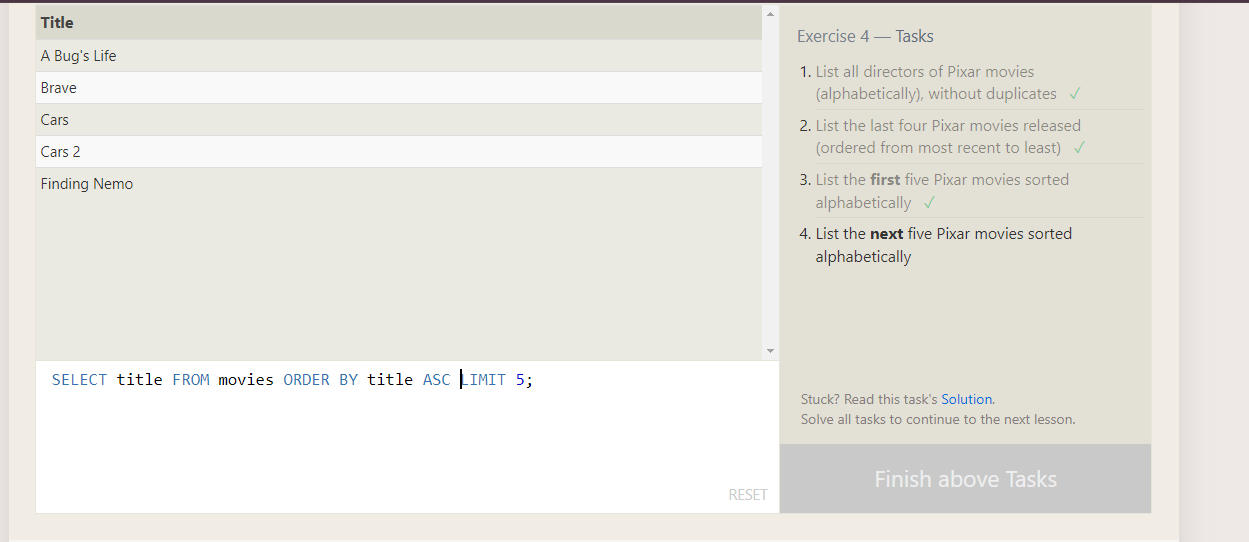 Title
A Bug's Life
Brave
Cars
Cars 2
Finding Nemo
SELECT title FROM movies ORDER BY title ASC LIMIT 5;
RESET
Exercise 4 — Tasks
1. List all directors of Pixar movies
(alphabetically), without duplicates ✓
2. List the last four Pixar movies released
(ordered from most recent to least) ✓
3. List the first five Pixar movies sorted
alphabetically ✓
4. List the next five Pixar movies sorted
alphabetically
Stuck? Read this task's Solution.
Solve all tasks to continue to the next lesson.
Finish above Tasks